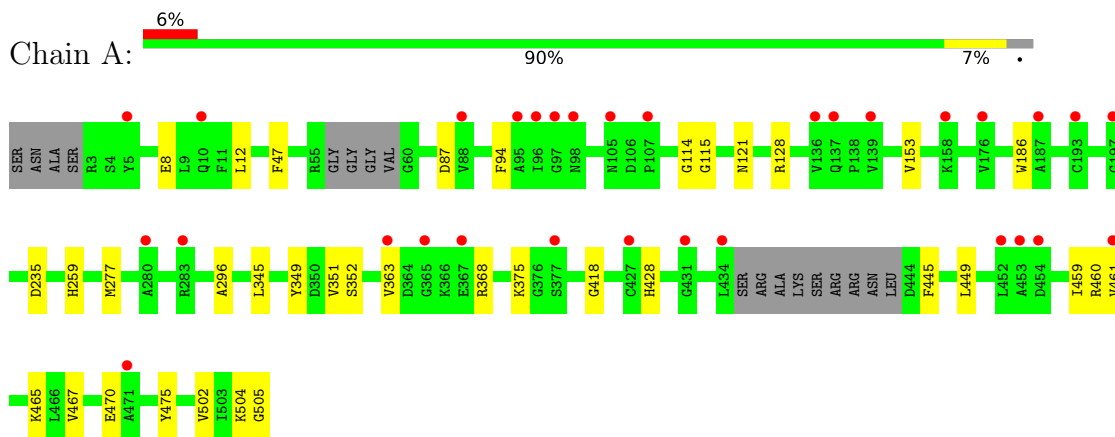 6%
Chain A:
90% 7% •
SER ASN ALA SER R3 S4 Y5 E8 L9 Q10 F11 L12 F47 R55 GLY GLY GLY VAL G60 D87 V88 F94 A95 I96 G97 N98 N105 D106 P107 G114 G115 N121 R128 V136 Q137 P138 V139 V153 K158 V176 W186 A187 C193
D235 H259 M277 A280 R283 A296 L345 Y349 D350 V351 S352 V363 D364 G365 K366 E367 R368 K375 G376 S377 G418 C427 H428 G431 L434 SER ARG ALA LYS SER ARG ARG ASN LEU D444 F445 L449 L452 A453 D454 I459 R460 V461
K465 L466 V467 E470 A471 Y475 V502 I503 K504 G505